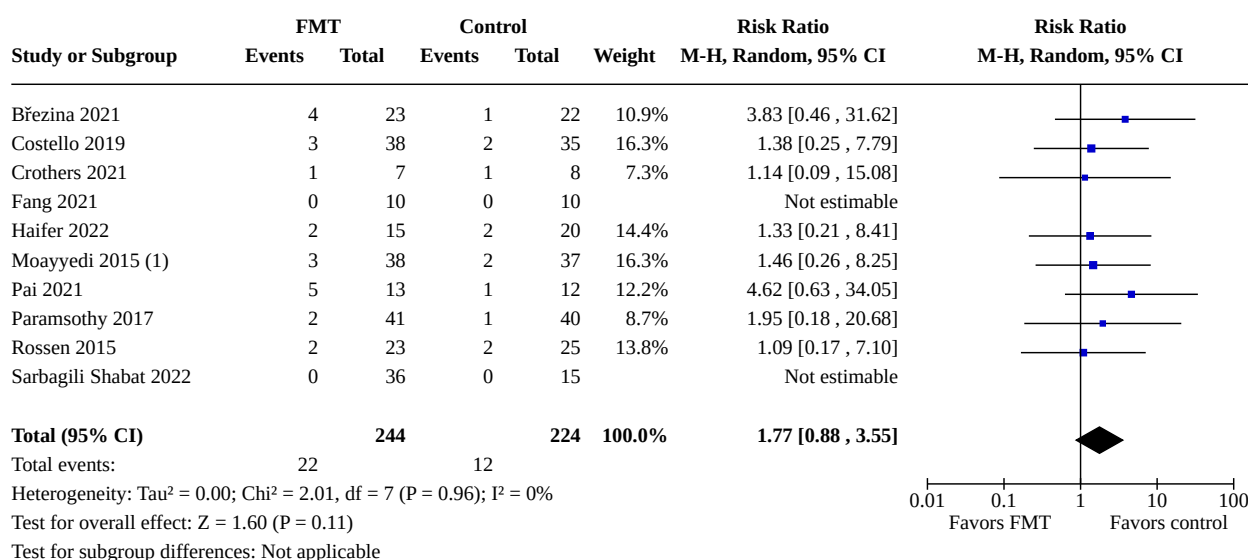 FMT Control Risk Ratio Risk Ratio
Study or Subgroup Events Total Events Total Weight M-H, Random, 95% CI M-H, Random, 95% CI
Březina 2021 4 23 1 22 10.9% 3.83 [0.46 , 31.62]
Costello 2019 3 38 2 35 16.3% 1.38 [0.25 , 7.79]
Crothers 2021 1 7 1 8 7.3% 1.14 [0.09 , 15.08]
Fang 2021 0 10 0 10 Not estimable
Haifer 2022 2 15 2 20 14.4% 1.33 [0.21 , 8.41]
Moayyedi 2015 (1) 3 38 2 37 16.3% 1.46 [0.26 , 8.25]
Pai 2021 5 13 1 12 12.2% 4.62 [0.63 , 34.05]
Paramsothy 2017 2 41 1 40 8.7% 1.95 [0.18 , 20.68]
Rossen 2015 2 23 2 25 13.8% 1.09 [0.17 , 7.10]
Sarbagili Shabat 2022 0 36 0 15 Not estimable
Total (95% CI) 244 224 100.0% 1.77 [0.88 , 3.55]
Total events: 22 12
Heterogeneity: Tau² = 0.00; Chi² = 2.01, df = 7 (P = 0.96); I² = 0%
0.01 0.1 1 10 100
Test for overall effect: Z = 1.60 (P = 0.11) Favors FMT Favors control
Test for subgroup differences: Not applicable